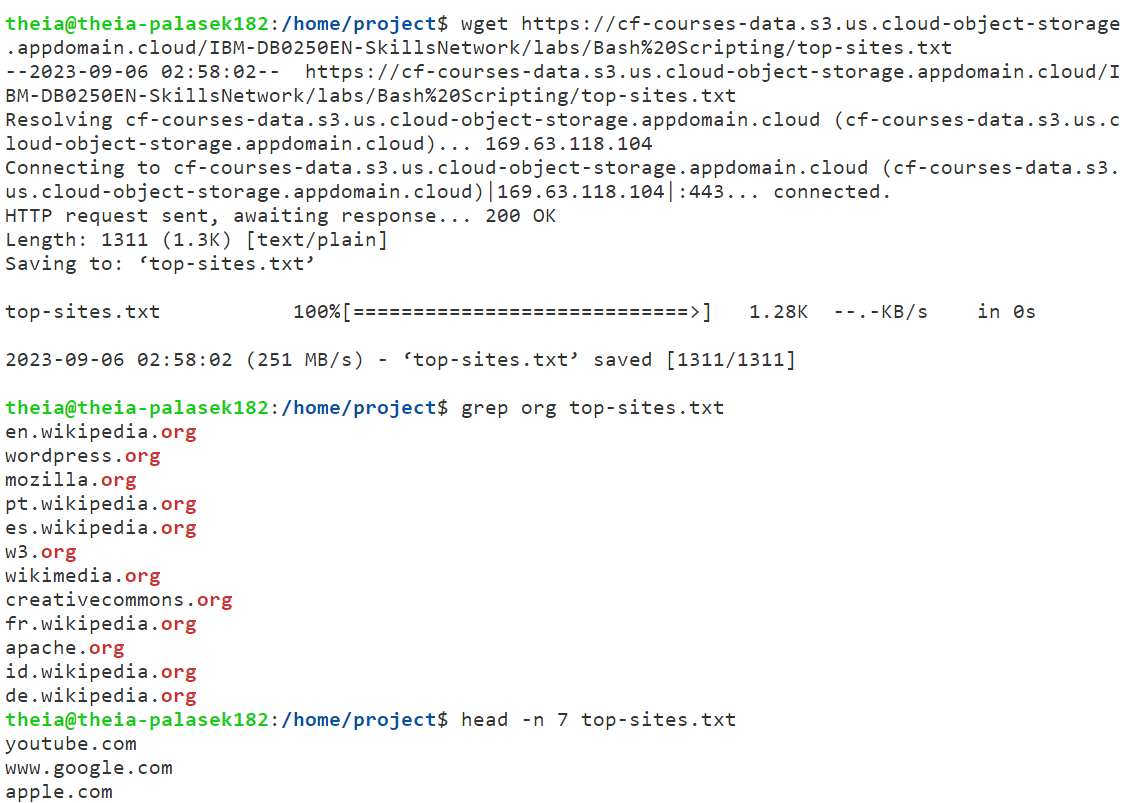 theia@theia-palasek182:/home/project$ wget https://cf-courses-data.s3.us.cloud-object-storage
.appdomain.cloud/IBM-DB0250EN-SkillsNetwork/labs/Bash%20Scripting/top-sites.txt
--2023-09-06 02:58:02--  https://cf-courses-data.s3.us.cloud-object-storage.appdomain.cloud/I
BM-DB0250EN-SkillsNetwork/labs/Bash%20Scripting/top-sites.txt
Resolving cf-courses-data.s3.us.cloud-object-storage.appdomain.cloud (cf-courses-data.s3.us.c
loud-object-storage.appdomain.cloud)... 169.63.118.104
Connecting to cf-courses-data.s3.us.cloud-object-storage.appdomain.cloud (cf-courses-data.s3.
us.cloud-object-storage.appdomain.cloud)|169.63.118.104|:443... connected.
HTTP request sent, awaiting response... 200 OK
Length: 1311 (1.3K) [text/plain]
Saving to: ‘top-sites.txt’
top-sites.txt           100%[============================>]   1.28K  --.-KB/s    in 0s
2023-09-06 02:58:02 (251 MB/s) - ‘top-sites.txt’ saved [1311/1311]
theia@theia-palasek182:/home/project$ grep org top-sites.txt
en.wikipedia.org
wordpress.org
mozilla.org
pt.wikipedia.org
es.wikipedia.org
w3.org
wikimedia.org
creativecommons.org
fr.wikipedia.org
apache.org
id.wikipedia.org
de.wikipedia.org
theia@theia-palasek182:/home/project$ head -n 7 top-sites.txt
youtube.com
www.google.com
apple.com